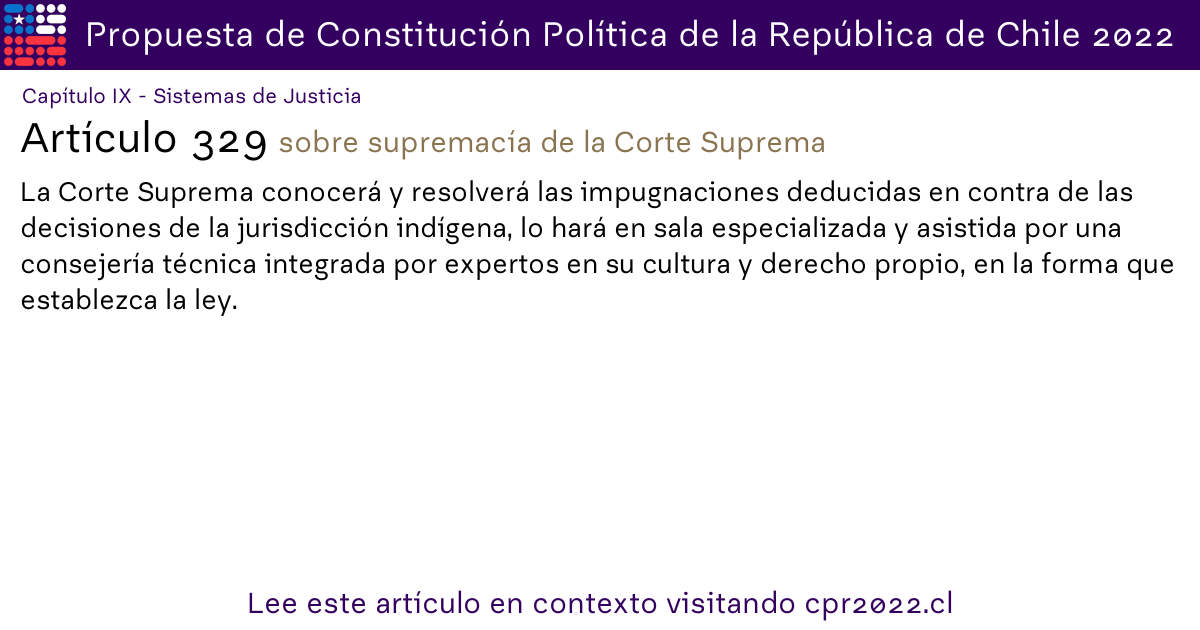 Propuesta de Constitución Política de la República de Chile 2022
Capítulo IX - Sistemas de Justicia
Artículo 329 sobre supremacía de la Corte Suprema
La Corte Suprema conocerá y resolverá las impugnaciones deducidas en contra de las
decisiones de la jurisdicción indígena, lo hará en sala especializada y asistida por una
consejería técnica integrada por expertos en su cultura y derecho propio, en la forma que
establezca la ley.
Lee este artículo en contexto visitando cpr2022.cl